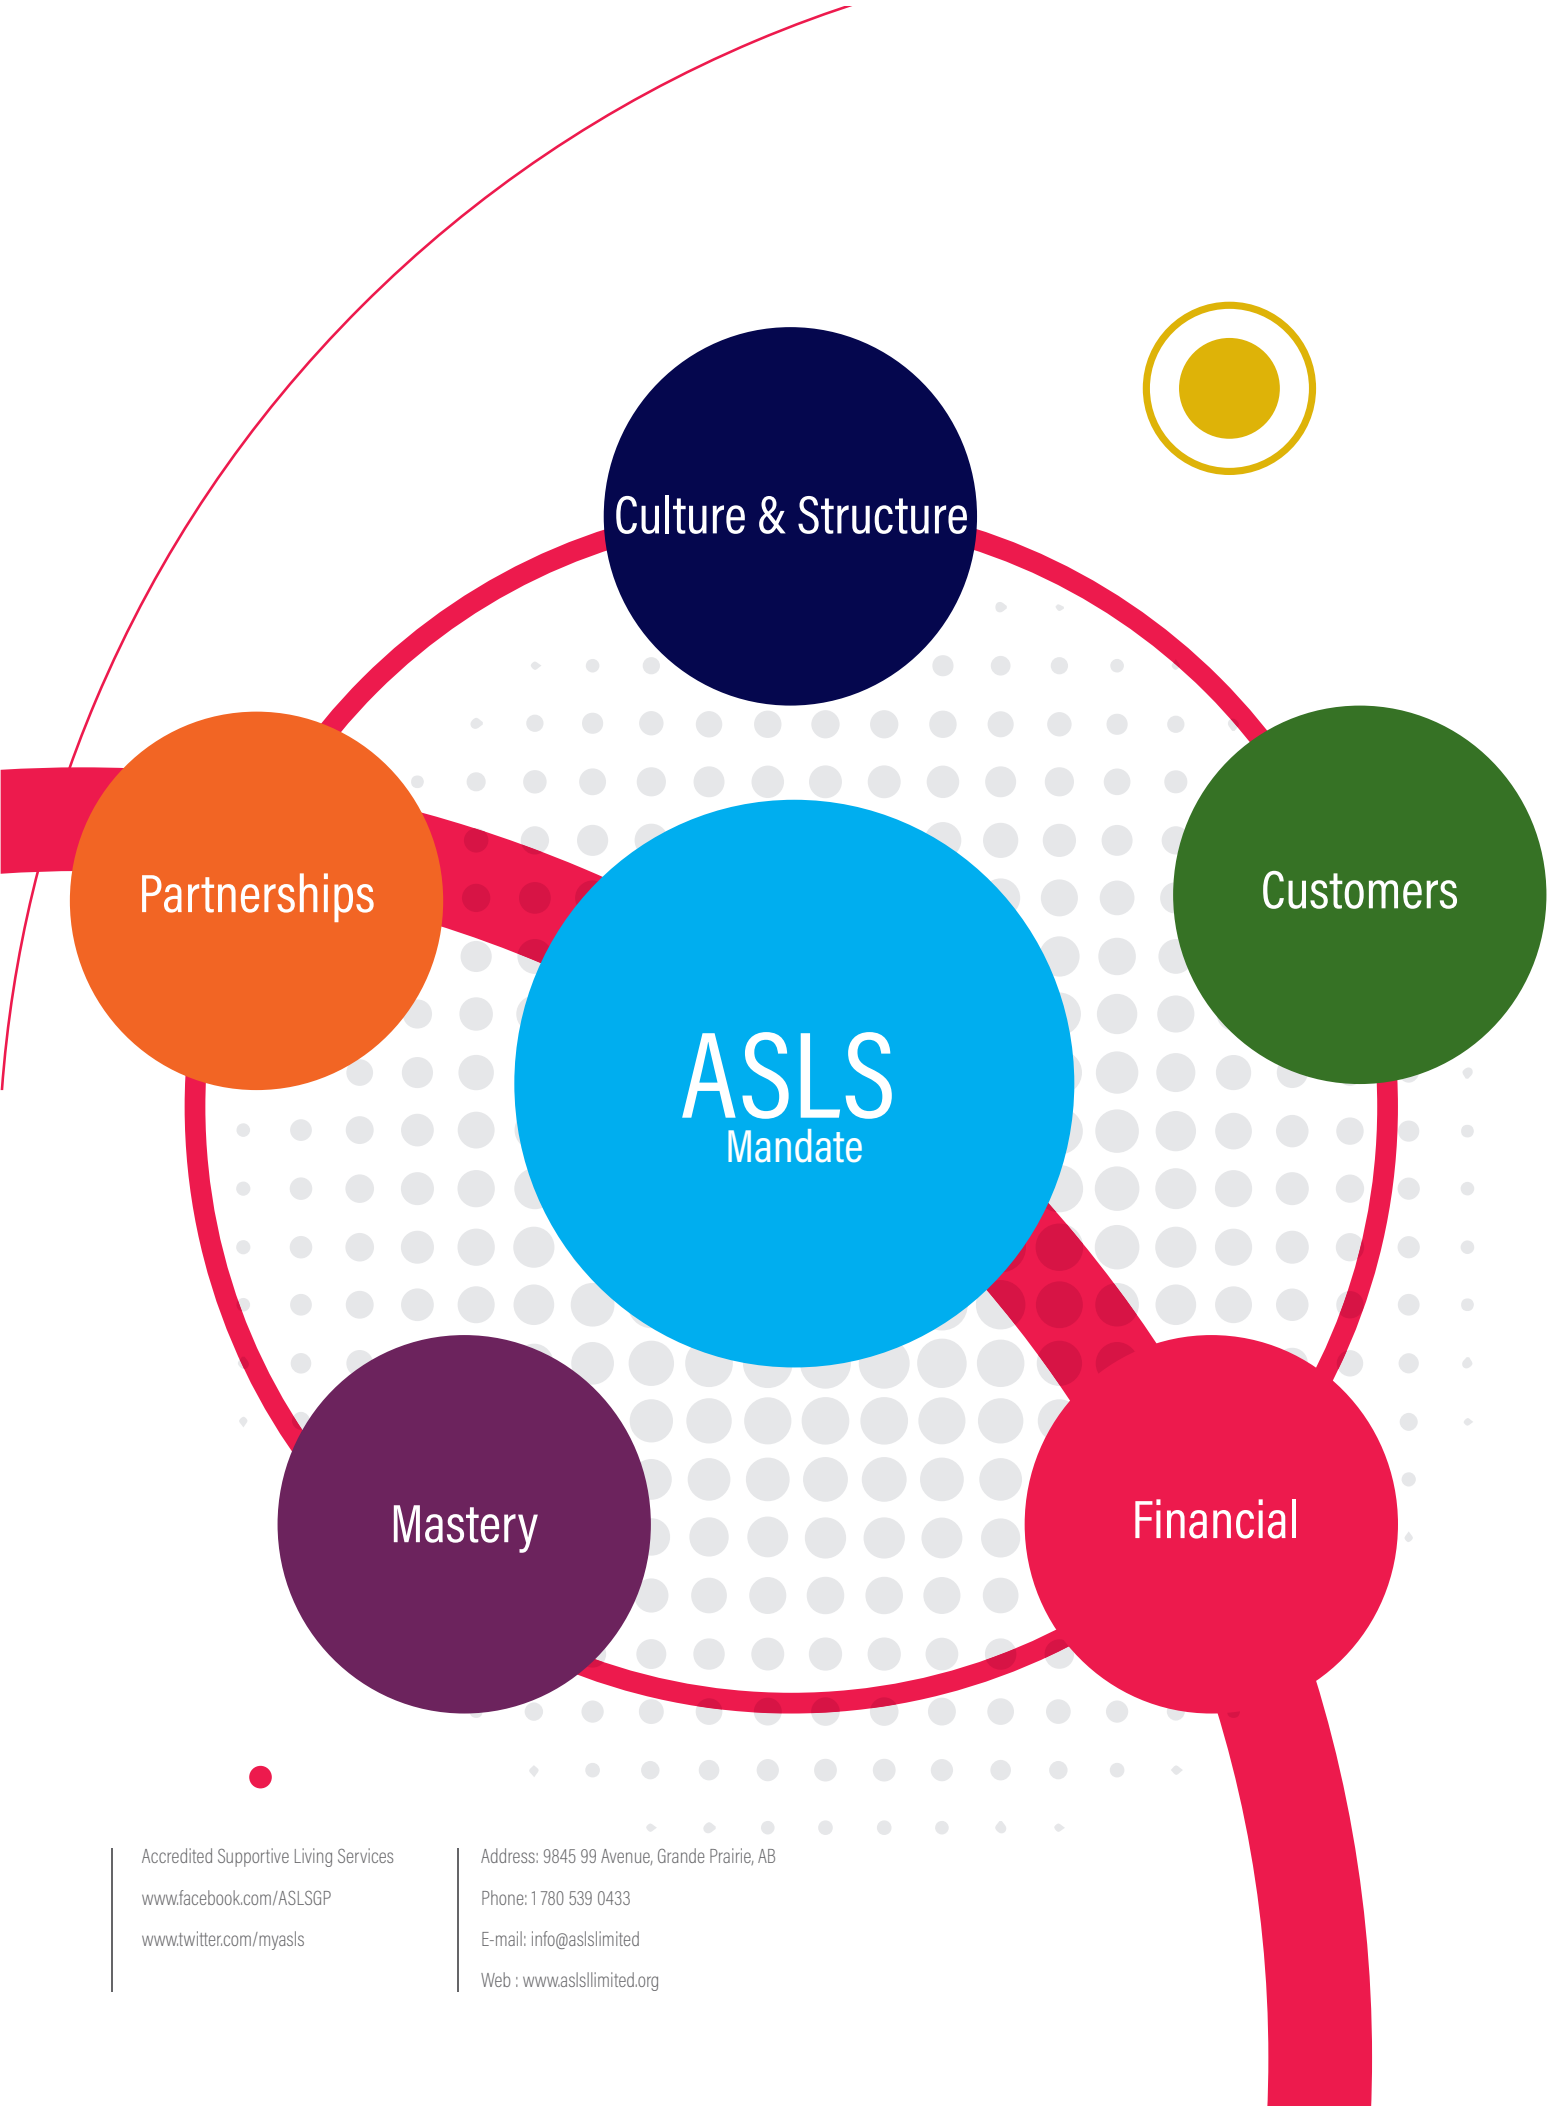 Culture & Structure
Partnerships
Customers
ASLS
Mandate
Mastery
Financial
Accredited Supportive Living Services
www.facebook.com/ASLSGP
www.twitter.com/myasls
Address: 9845 99 Avenue, Grande Prairie, AB
Phone: 1 780 539 0433
E-mail: info@aslslimited
Web : www.aslsllimited.org